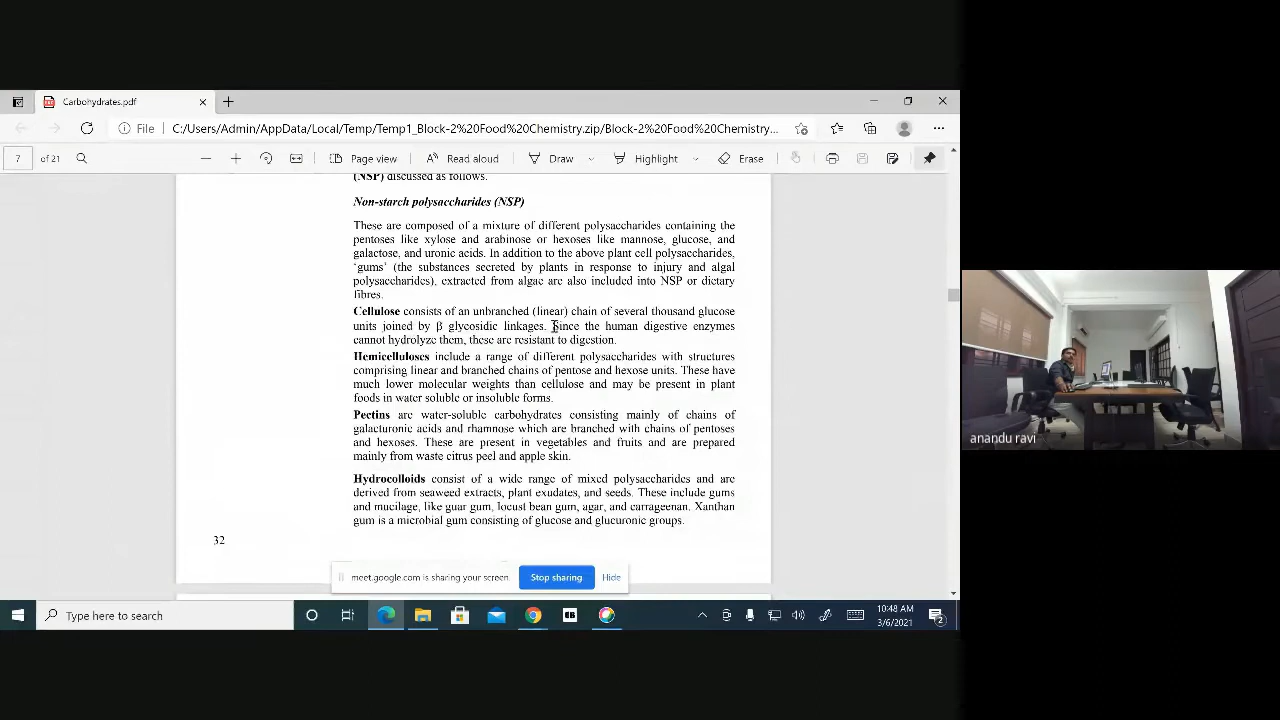 Carbohydrates.pdf
File
C:/Users/Admin/AppData/Local/Temp/Temp1_Block-2%20Food%20Chemistry.zip/Block-2%20Food%20Chemistry...
7 of 21
Page view
Read aloud
Draw
Highlight
Erase
(NSP) discussed as follows.
Non-starch polysaccharides (NSP)
These are composed of a mixture of different polysaccharides containing the
pentoses like xylose and arabinose or hexoses like mannose, glucose, and
galactose, and uronic acids. In addition to the above plant cell polysaccharides,
'gums' (the substances secreted by plants in response to injury and algal
polysaccharides), extracted from algae are also included into NSP or dietary
fibres.
Cellulose consists of an unbranched (linear) chain of several thousand glucose
units joined by β glycosidic linkages. Since the human digestive enzymes
cannot hydrolyze them, these are resistant to digestion.
Hemicelluloses include a range of different polysaccharides with structures
comprising linear and branched chains of pentose and hexose units. These have
much lower molecular weights than cellulose and may be present in plant
foods in water soluble or insoluble forms.
Pectins are water-soluble carbohydrates consisting mainly of chains of
galacturonic acids and rhamnose which are branched with chains of pentoses
and hexoses. These are present in vegetables and fruits and are prepared
mainly from waste citrus peel and apple skin.
Hydrocolloids consist of a wide range of mixed polysaccharides and are
derived from seaweed extracts, plant exudates, and seeds. These include gums
and mucilage, like guar gum, locust bean gum, agar, and carrageenan. Xanthan
gum is a microbial gum consisting of glucose and glucuronic groups.
32
meet.google.com is sharing your screen.
Stop sharing
Hide
anandu ravi
Type here to search
10:48 AM
3/6/2021
2